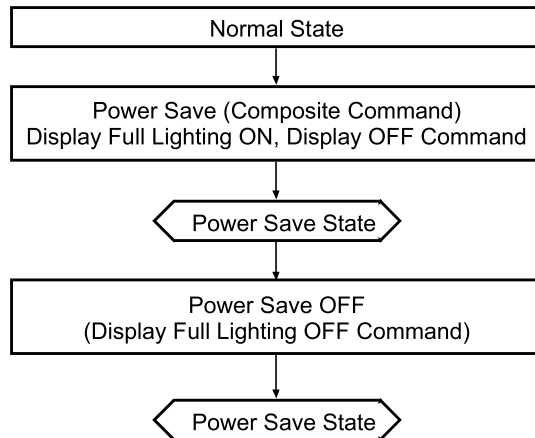 Normal State
Power Save (Composite Command)
Display Full Lighting ON, Display OFF Command
Power Save State
Power Save OFF
(Display Full Lighting OFF Command)
Power Save State